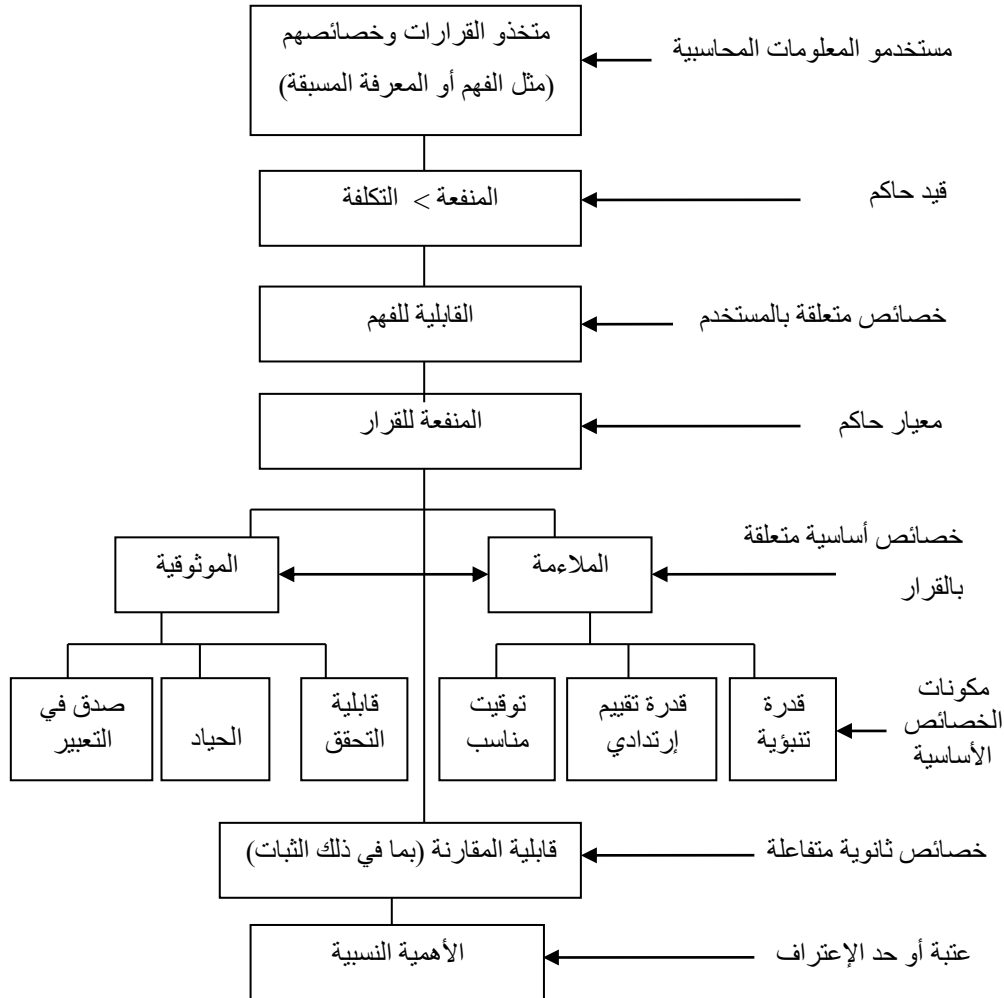 متخذو القرارات وخصائصهم
(مثل الفهم أو المعرفة المسبقة)
مستخدمو المعلومات المحاسبية
المنفعة > التكلفة
قيد حاكم
القابلية للفهم
خصائص متعلقة بالمستخدم
المنفعة للقرار
معيار حاكم
خصائص أساسية متعلقة
بالقرار
الملاءمة
الموثوقية
مكونات
الخصائص
الأساسية
قدرة
تنبؤية
قدرة تقييم
إرتدادي
توقيت
مناسب
قابلية
التحقق
الحياد
صدق في
التعبير
قابلية المقارنة (بما في ذلك الثبات)
خصائص ثانوية متفاعلة
الأهمية النسبية
عتبة أو حد الإعتراف